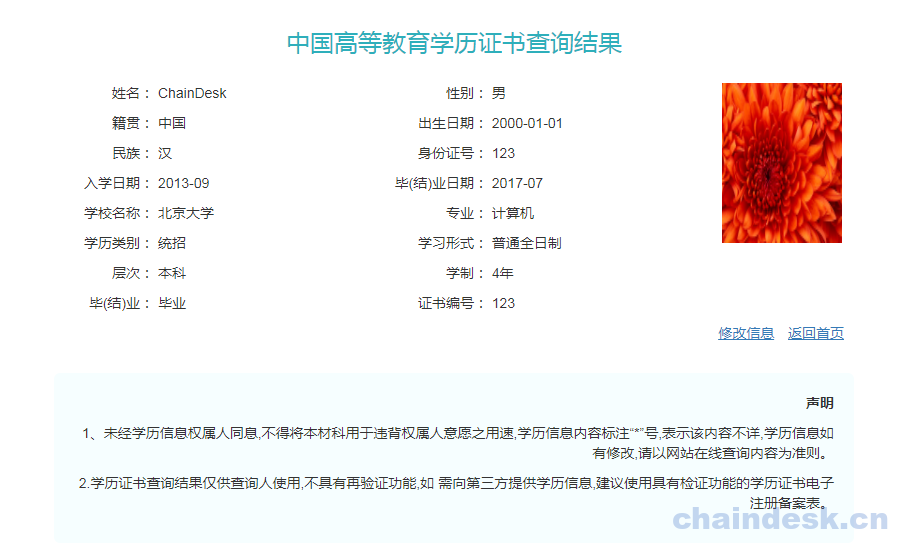 中国高等教育学历证书查询结果
姓名： ChainDesk 性别： 男
籍贯： 中国 出生日期： 2000-01-01
民族： 汉 身份证号： 123
入学日期： 2013-09 毕(结)业日期： 2017-07
学校名称： 北京大学 专业： 计算机
学历类别： 统招 学习形式： 普通全日制
层次： 本科 学制： 4年
毕(结)业： 毕业 证书编号： 123
修改信息 返回首页
声明
1、未经学历信息权属人同息,不得将本材料用于违背权属人意愿之用速,学历信息内容标注“*”号,表示该内容不详,学历信息如
有修改,请以网站在线查询内容为准则。
2.学历证书查询结果仅供查询人使用,不具有再验证功能,如 需向第三方提供学历信息,建议使用具有检证功能的学历证书电子
注册备案表。
chaindesk.cn